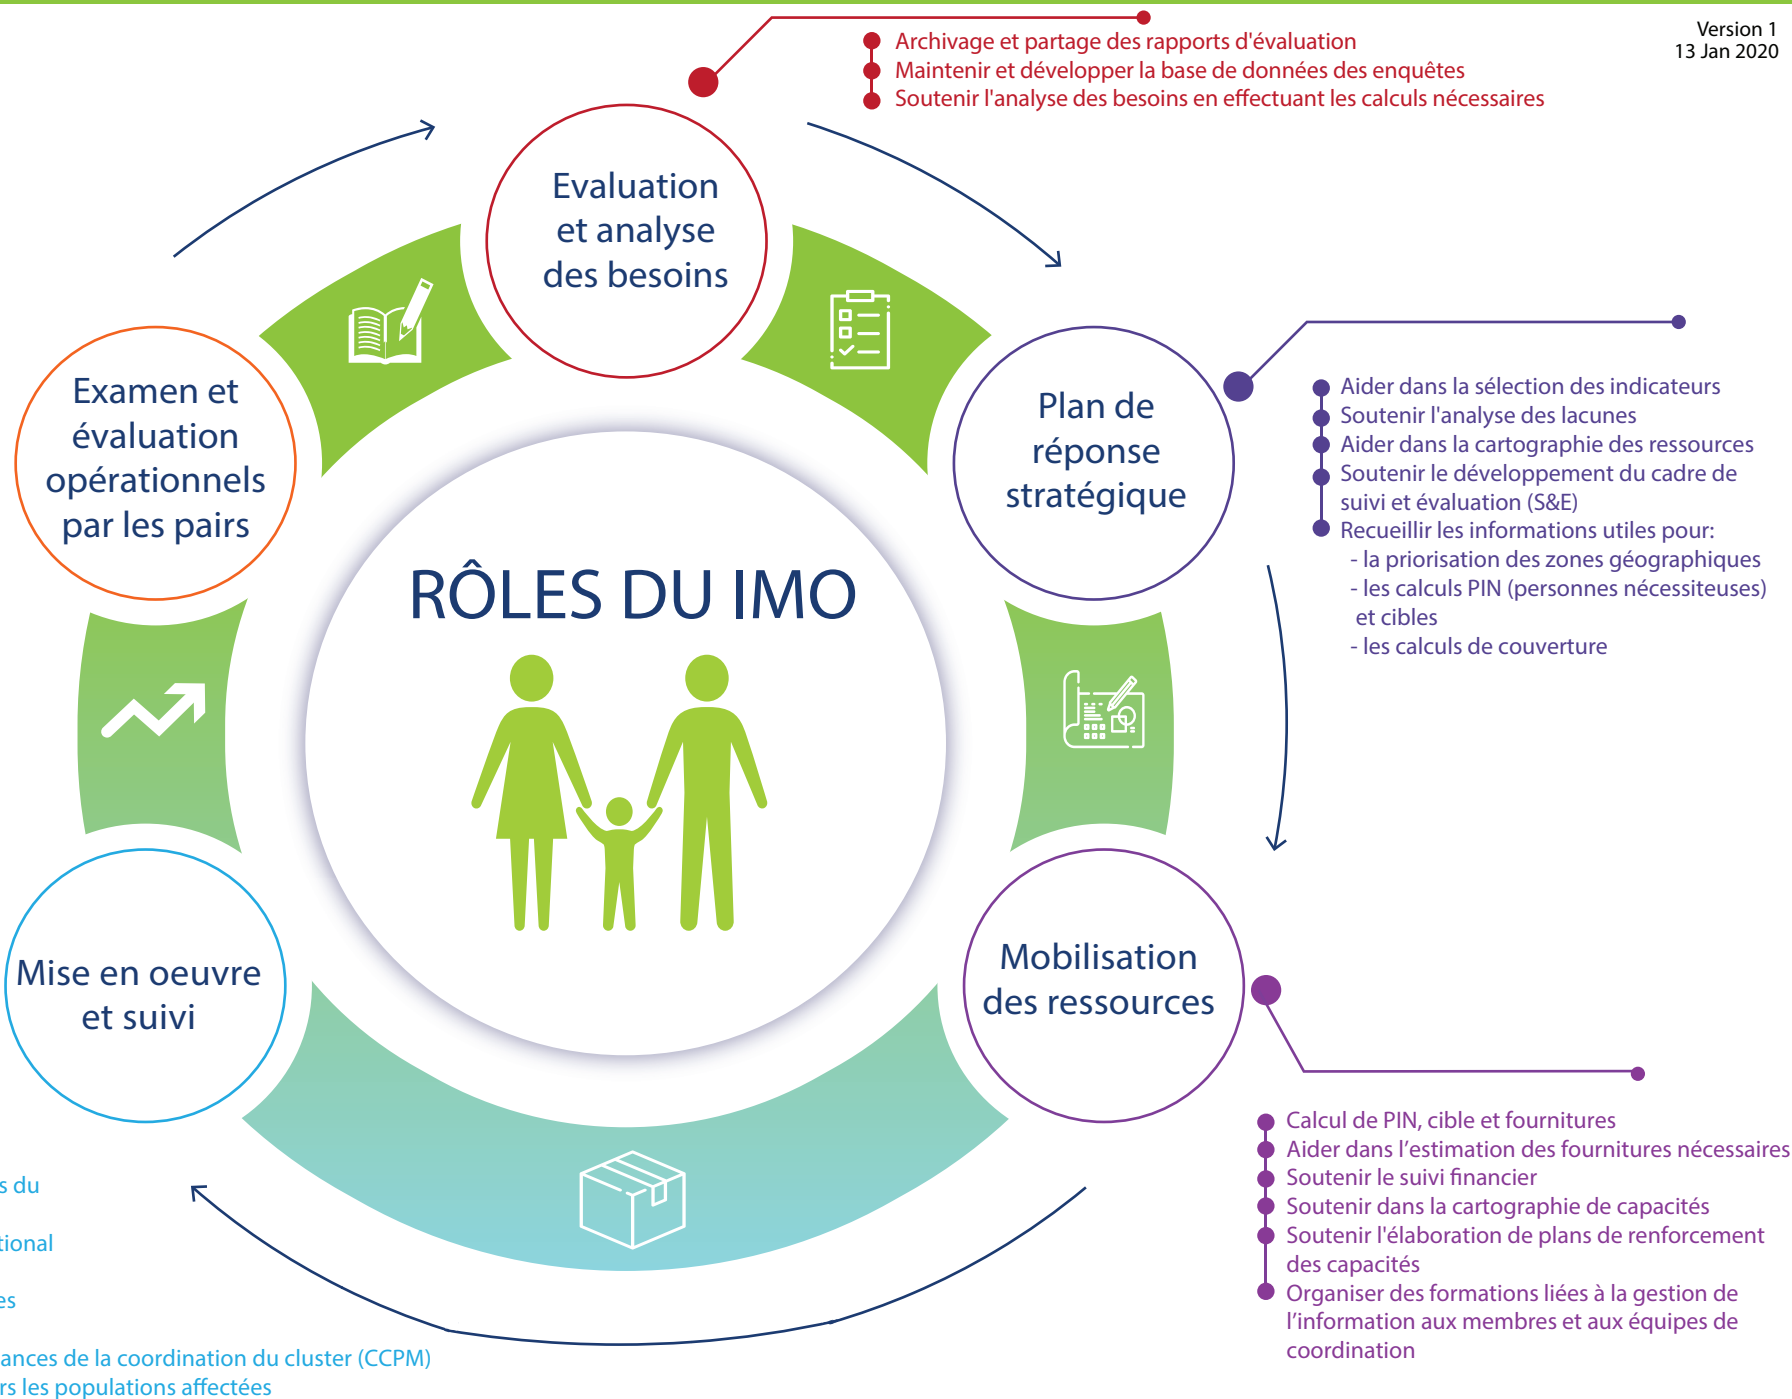 Version 1
13 Jan 2020
Archivage et partage des rapports d'évaluation
Maintenir et développer la base de données des enquêtes
Soutenir l'analyse des besoins en effectuant les calculs nécessaires
Evaluation
et analyse
des besoins
Examen et
évaluation
opérationnels
par les pairs
Plan de
réponse
stratégique
Aider dans la sélection des indicateurs
Soutenir l'analyse des lacunes
Aider dans la cartographie des ressources
Soutenir le développement du cadre de
suivi et évaluation (S&E)
Recueillir les informations utiles pour:
- la priorisation des zones géographiques
- les calculs PIN (personnes nécessiteuses)
et cibles
- les calculs de couverture
RÔLES DU IMO
Mise en oeuvre
et suivi
Mobilisation
des ressources
Calcul de PIN, cible et fournitures
Aider dans l’estimation des fournitures nécessaires
Soutenir le suivi financier
Soutenir dans la cartographie de capacités
Soutenir l'élaboration de plans de renforcement
des capacités
Organiser des formations liées à la gestion de
l’information aux membres et aux équipes de
coordination
du
de la coordination du cluster (CCPM)
les populations affectées